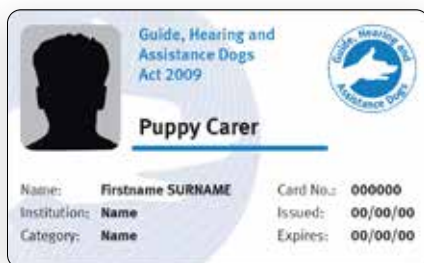 Guide, Hearing and
Assistance Dogs
Act 2009
Guide, Hearing and
Assistance Dogs
Puppy Carer
Name: Firstname SURNAME Card No.: 000000
Institution: Name Issued: 00/00/00
Category: Name Expires: 00/00/00